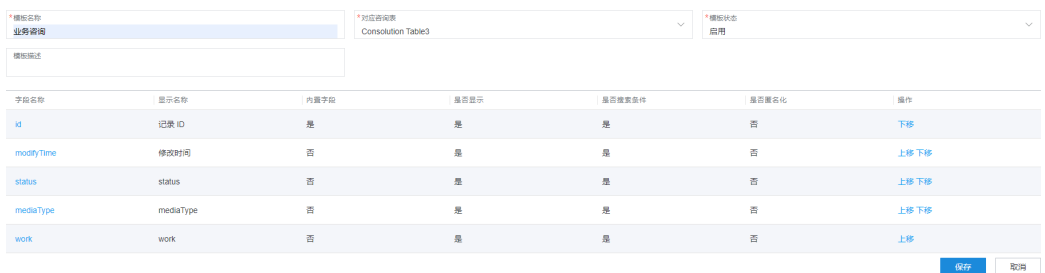 *模板名称 *对应咨询表 *模板状态
业务咨询 Consolution Table3 启用
模板描述
字段名称 显示名称 内置字段 是否显示 是否搜索条件 是否匿名化 操作
id 记录 ID 是 是 是 否 下移
modifyTime 修改时间 否 是 是 否 上移 下移
status status 否 是 是 否 上移 下移
mediaType mediaType 否 是 是 否 上移 下移
work work 否 是 是 否 上移
保存 取消